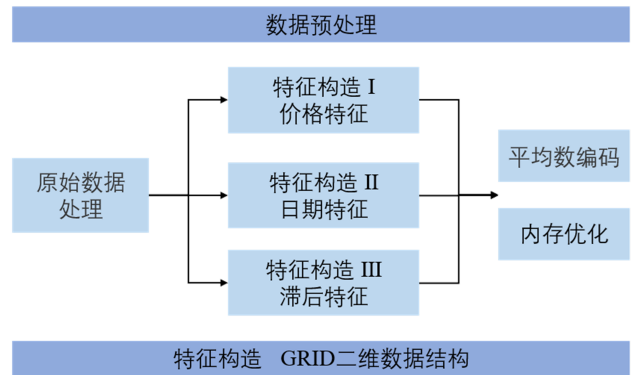 数据预处理
原始数据
处理
特征构造 I
价格特征
特征构造 II
日期特征
特征构造 III
滞后特征
平均数编码
内存优化
特征构造 GRID二维数据结构